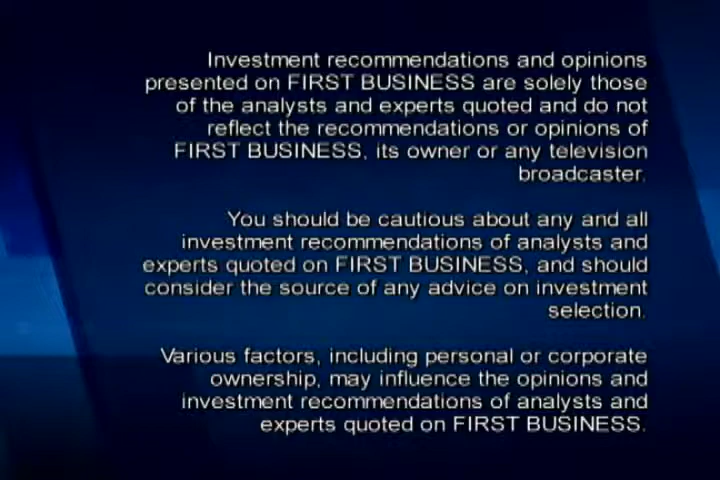 Investment recommendations and opinions
presented on FIRST BUSINESS are solely those
of the analysts and experts quoted and do not
reflect the recommendations or opinions of
FIRST BUSINESS, its owner or any television
broadcaster.
You should be cautious about any and all
investment recommendations of analysts and
experts quoted on FIRST BUSINESS, and should
consider the source of any advice on investment
selection.
Various factors, including personal or corporate
ownership, may influence the opinions and
investment recommendations of analysts and
experts quoted on FIRST BUSINESS.